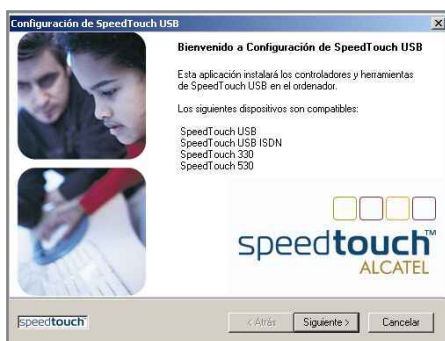 Configuración de SpeedTouch USB
Bienvenido a Configuración de SpeedTouch USB
Esta aplicación instalará los controladores y herramientas
de SpeedTouch USB en el ordenador.
Los siguientes dispositivos son compatibles:
SpeedTouch USB
SpeedTouch USB ISDN
SpeedTouch 330
SpeedTouch 530
speedtouch™
ALCATEL
speedtouch
< Atrás
Siguiente >
Cancelar